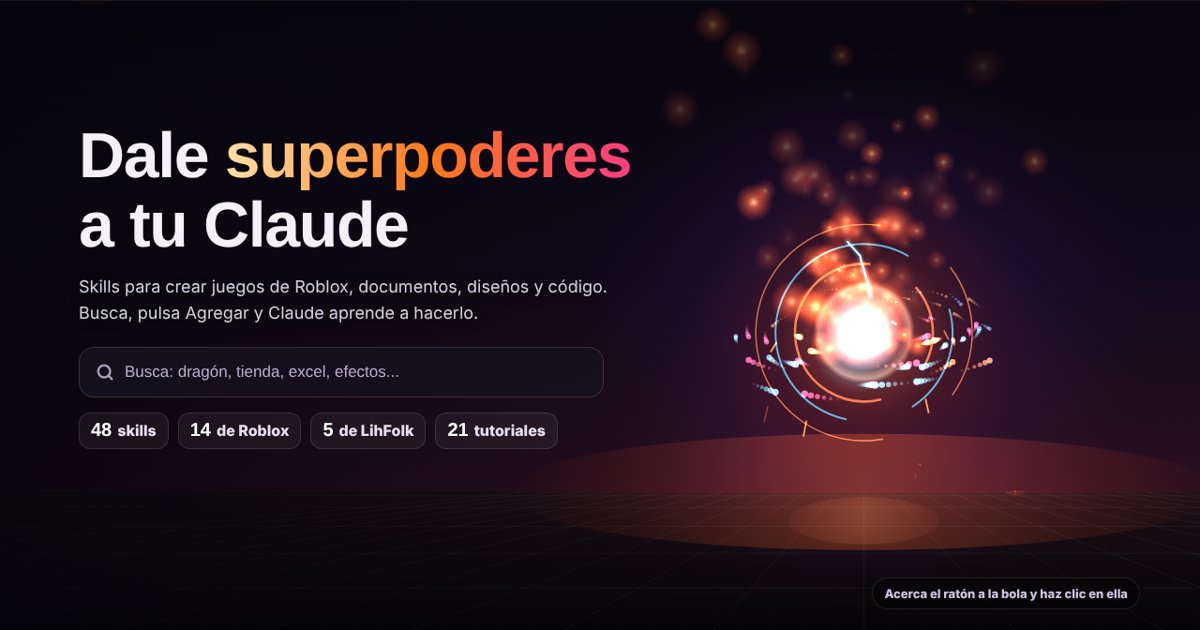 Dale superpoderes
a tu Claude
Skills para crear juegos de Roblox, documentos, diseños y código.
Busca, pulsa Agregar y Claude aprende a hacerlo.
Busca: dragón, tienda, excel, efectos...
48 skills
14 de Roblox
5 de LihFolk
21 tutoriales
Acerca el ratón a la bola y haz clic en ella